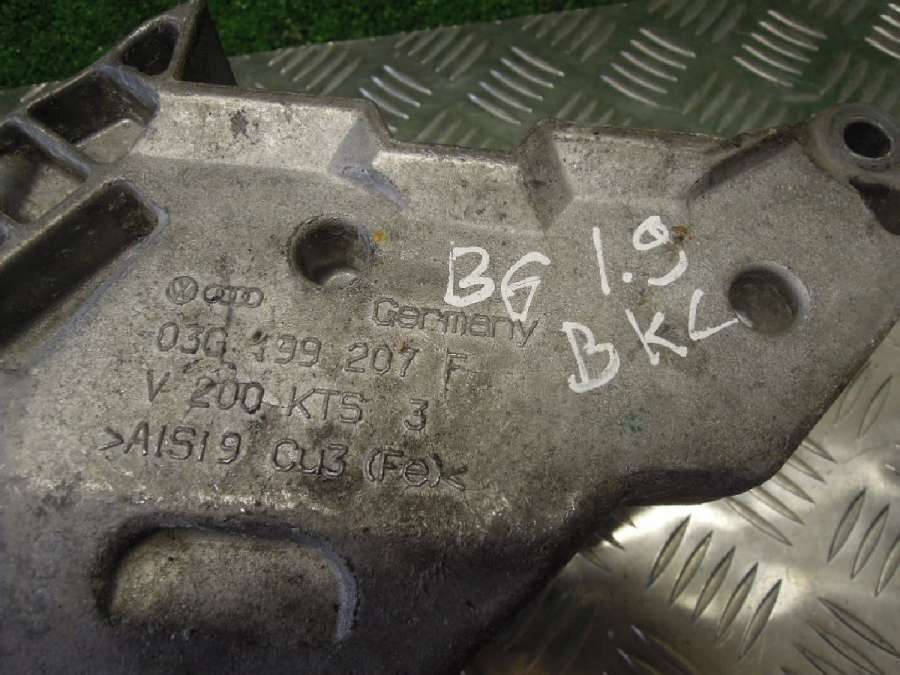 BG 1.9
BKC
Germany
03G 199 207 F
V 200 KTS 3
>AlSi9 Cu3 (Fe)<